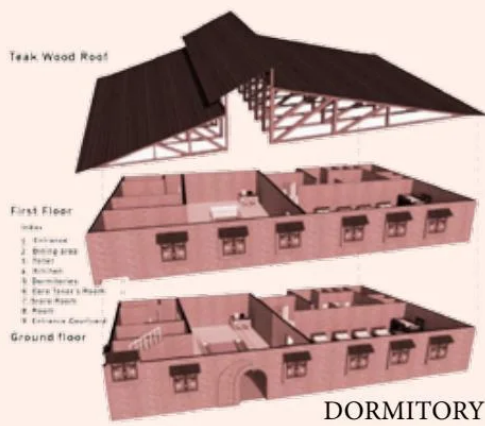 Teak Wood Roof
First Floor
Index
1 Entrance
2 Dining area
3 Toilet
4 Kitchen
5 Dormitories
6 Care Taker's Room
7 Store Room
8 Room
9 Entrance Courtyard
Ground floor
DORMITORY